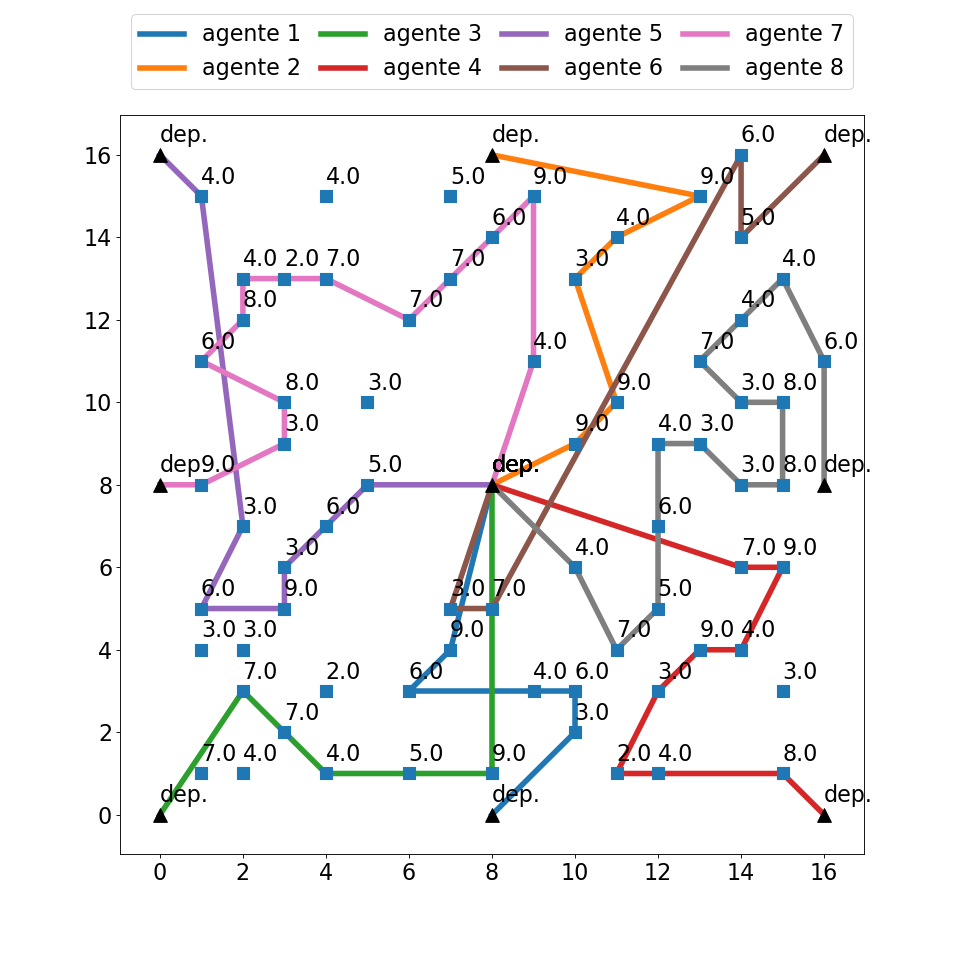 agente 1 agente 3 agente 5 agente 7
agente 2 agente 4 agente 6 agente 8
dep. dep. 6.0 dep.
16
4.0 4.0 5.0 9.0 9.0
6.0 4.0 5.0
14
4.0 2.0 7.0 7.0 3.0 4.0
8.0 7.0 4.0
12
6.0 4.0 7.0 6.0
8.0 3.0 9.0 3.0 8.0
10
3.0 9.0 4.0 3.0
dep. 9.0 5.0 dep. 3.0 8.0 dep.
8
3.0 6.0 6.0
3.0 4.0 7.0 9.0
6
6.0 9.0 3.0 7.0 5.0
3.0 3.0 9.0 7.0 9.0 4.0
4
7.0 2.0 6.0 4.0 6.0 3.0 3.0
7.0 3.0
2
7.0 4.0 4.0 5.0 9.0 2.0 4.0 8.0
dep. dep. dep.
0
0 2 4 6 8 10 12 14 16